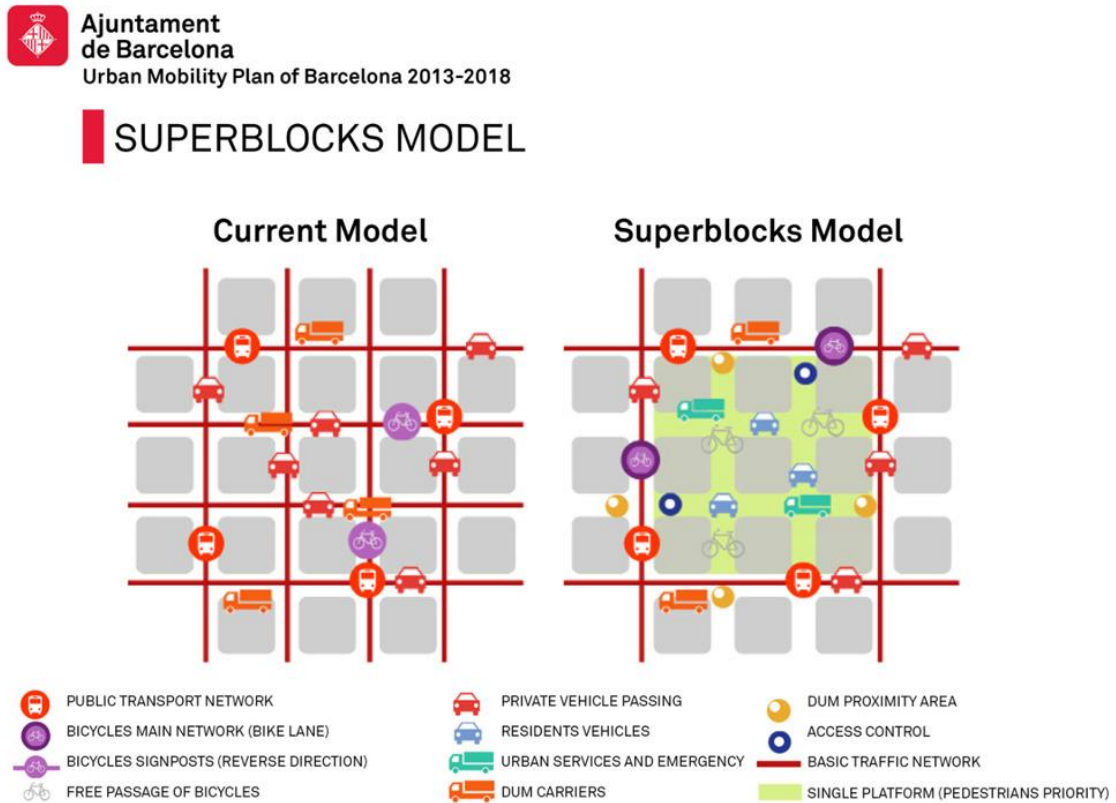 Ajuntament
de Barcelona
Urban Mobility Plan of Barcelona 2013-2018
SUPERBLOCKS MODEL
Current Model
Superblocks Model
PUBLIC TRANSPORT NETWORK
BICYCLES MAIN NETWORK (BIKE LANE)
BICYCLES SIGNPOSTS (REVERSE DIRECTION)
FREE PASSAGE OF BICYCLES
PRIVATE VEHICLE PASSING
RESIDENTS VEHICLES
URBAN SERVICES AND EMERGENCY
DUM CARRIERS
DUM PROXIMITY AREA
ACCESS CONTROL
BASIC TRAFFIC NETWORK
SINGLE PLATFORM (PEDESTRIANS PRIORITY)